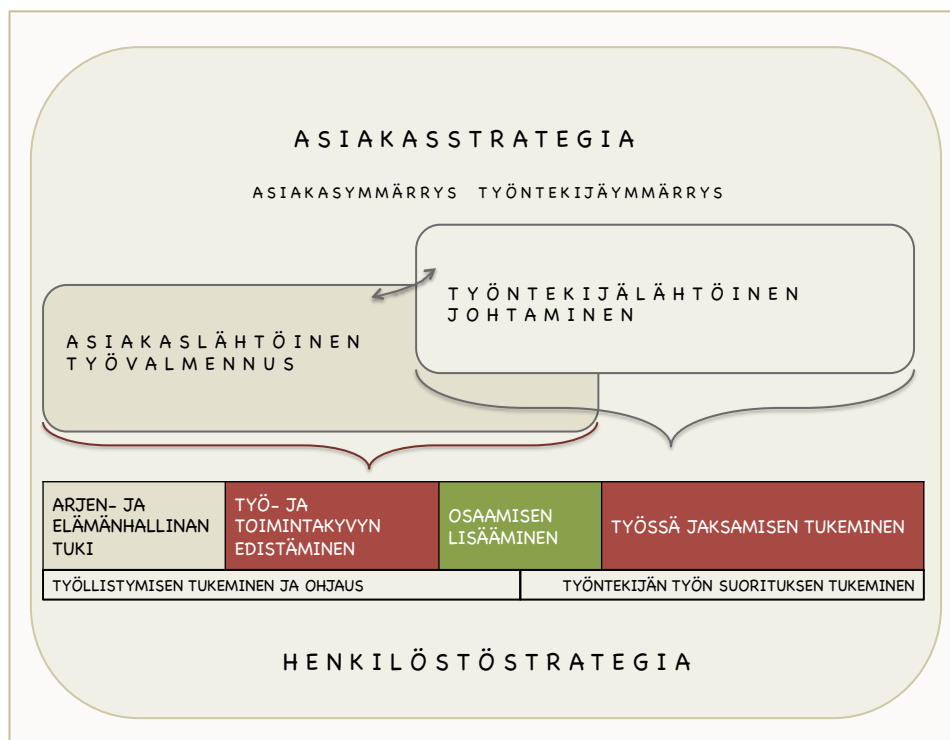 ASIAKASSTRATEGIA
ASIAKASYMMÄRRYS TYÖNTEKIJÄYMMÄRRYS
TYÖNTEKIJÄLÄHTÖINEN
JOHTAMINEN
ASIAKASLÄHTÖINEN
TYÖVALMENNUS
ARJEN- JA
ELÄMÄNHALLINAN
TUKI
TYÖ- JA
TOIMINTAKYVYN
EDISTÄMINEN
OSAAMISEN
LISÄÄMINEN
TYÖSSÄ JAKSAMISEN TUKEMINEN
TYÖLLISTYMISEN TUKEMINEN JA OHJAUS
TYÖNTEKIJÄN TYÖN SUORITUKSEN TUKEMINEN
HENKILÖSTÖSTRATEGIA